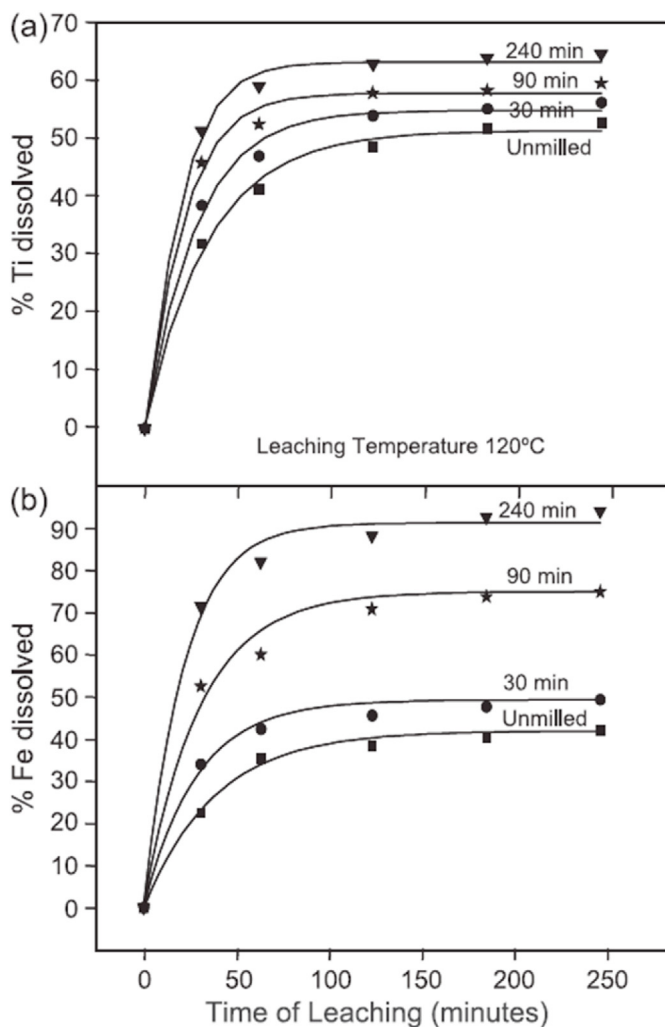 (a)
70
60
50
40
30
20
10
0
% Ti dissolved
240 min
90 min
30 min
Unmilled
Leaching Temperature 120ºC
(b)
90
80
70
60
50
40
30
20
10
0
% Fe dissolved
240 min
90 min
30 min
Unmilled
0 50 100 150 200 250
Time of Leaching (minutes)